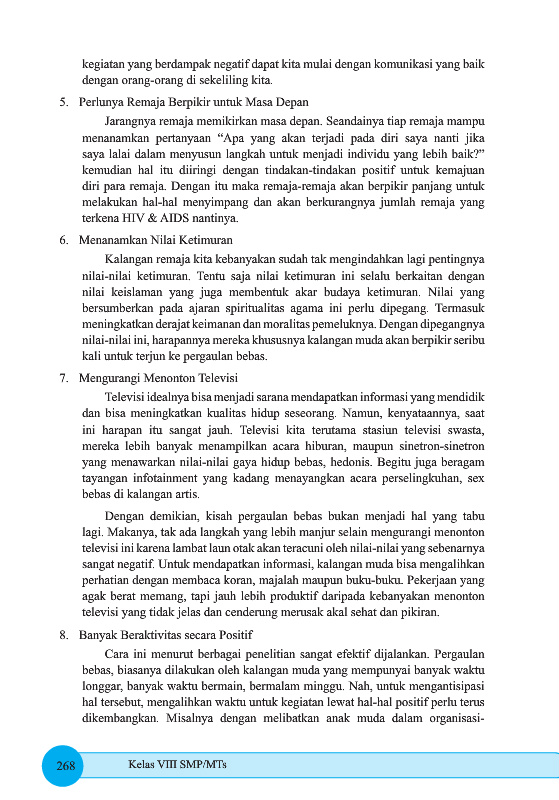 kegiatan yang berdampak negatif dapat kita mulai dengan komunikasi yang baik
dengan orang-orang di sekeliling kita.
5. Perlunya Remaja Berpikir untuk Masa Depan
Jarangnya remaja memikirkan masa depan. Seandainya tiap remaja mampu
menanamkan pertanyaan “Apa yang akan terjadi pada diri saya nanti jika
saya lalai dalam menyusun langkah untuk menjadi individu yang lebih baik?”
kemudian hal itu diiringi dengan tindakan-tindakan positif untuk kemajuan
diri para remaja. Dengan itu maka remaja-remaja akan berpikir panjang untuk
melakukan hal-hal menyimpang dan akan berkurangnya jumlah remaja yang
terkena HIV & AIDS nantinya.
6. Menanamkan Nilai Ketimuran
Kalangan remaja kita kebanyakan sudah tak mengindahkan lagi pentingnya
nilai-nilai ketimuran. Tentu saja nilai ketimuran ini selalu berkaitan dengan
nilai keislaman yang juga membentuk akar budaya ketimuran. Nilai yang
bersumberkan pada ajaran spiritualitas agama ini perlu dipegang. Termasuk
meningkatkan derajat keimanan dan moralitas pemeluknya. Dengan dipegangnya
nilai-nilai ini, harapannya mereka khususnya kalangan muda akan berpikir seribu
kali untuk terjun ke pergaulan bebas.
7. Mengurangi Menonton Televisi
Televisi idealnya bisa menjadi sarana mendapatkan informasi yang mendidik
dan bisa meningkatkan kualitas hidup seseorang. Namun, kenyataannya, saat
ini harapan itu sangat jauh. Televisi kita terutama stasiun televisi swasta,
mereka lebih banyak menampilkan acara hiburan, maupun sinetron-sinetron
yang menawarkan nilai-nilai gaya hidup bebas, hedonis. Begitu juga beragam
tayangan infotainment yang kadang menayangkan acara perselingkuhan, sex
bebas di kalangan artis.
Dengan demikian, kisah pergaulan bebas bukan menjadi hal yang tabu
lagi. Makanya, tak ada langkah yang lebih manjur selain mengurangi menonton
televisi ini karena lambat laun otak akan teracuni oleh nilai-nilai yang sebenarnya
sangat negatif. Untuk mendapatkan informasi, kalangan muda bisa mengalihkan
perhatian dengan membaca koran, majalah maupun buku-buku. Pekerjaan yang
agak berat memang, tapi jauh lebih produktif daripada kebanyakan menonton
televisi yang tidak jelas dan cenderung merusak akal sehat dan pikiran.
8. Banyak Beraktivitas secara Positif
Cara ini menurut berbagai penelitian sangat efektif dijalankan. Pergaulan
bebas, biasanya dilakukan oleh kalangan muda yang mempunyai banyak waktu
longgar, banyak waktu bermain, bermalam minggu. Nah, untuk mengantisipasi
hal tersebut, mengalihkan waktu untuk kegiatan lewat hal-hal positif perlu terus
dikembangkan. Misalnya dengan melibatkan anak muda dalam organisasi-
268 Kelas VIII SMP/MTs